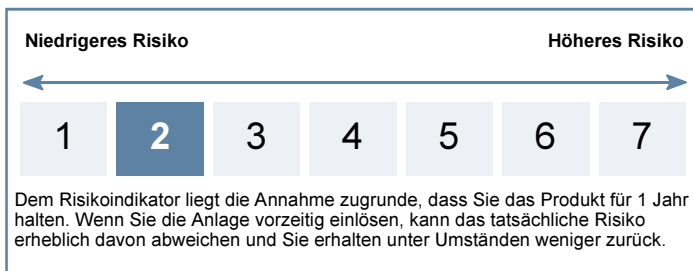 Niedrigeres Risiko Höheres Risiko
1 2 3 4 5 6 7
Dem Risikoindikator liegt die Annahme zugrunde, dass Sie das Produkt für 1 Jahr
halten. Wenn Sie die Anlage vorzeitig einlösen, kann das tatsächliche Risiko
erheblich davon abweichen und Sie erhalten unter Umständen weniger zurück.